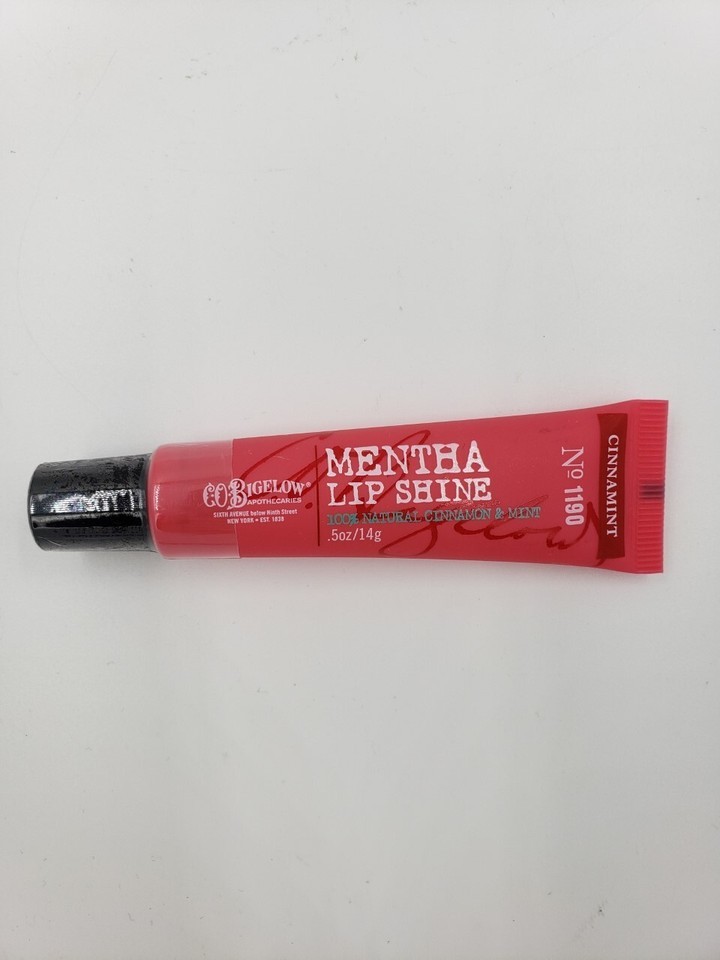 C.O. BIGELOW®
APOTHECARIES
SIXTH AVENUE below Ninth Street
NEW YORK • EST. 1838
MENTHA
LIP SHINE
100% NATURAL CINNAMON & MINT
.5oz/14g
Nº 1190
CINNAMINT